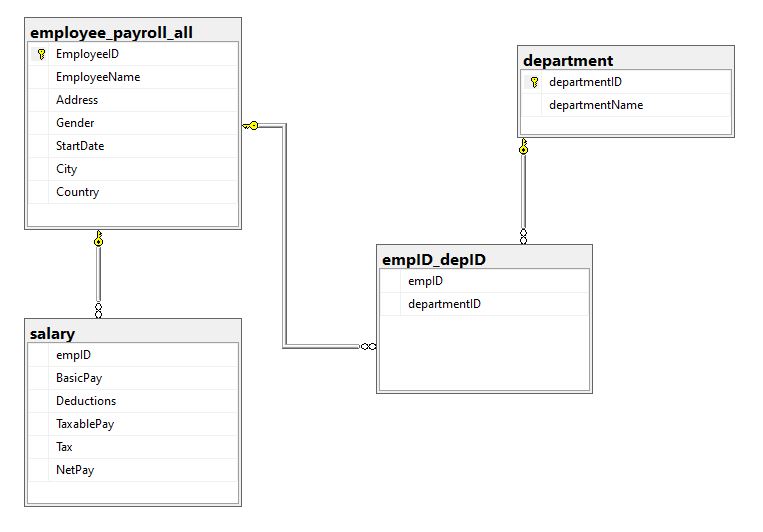 employee_payroll_all
EmployeeID
EmployeeName
Address
Gender
StartDate
City
Country
department
departmentID
departmentName
empID_depID
empID
departmentID
salary
empID
BasicPay
Deductions
TaxablePay
Tax
NetPay